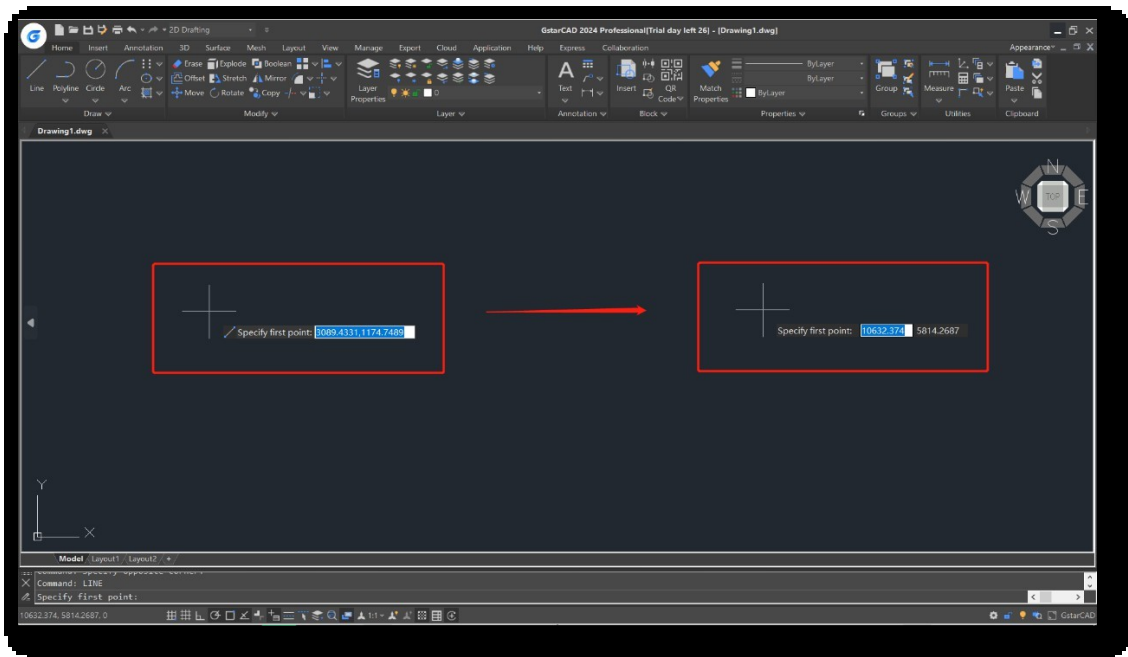 2D Drafting
GstarCAD 2024 Professional[Trial day left 26] - [Drawing1.dwg]
Home Insert Annotation 3D Surface Mesh Layout View Manage Export Cloud Application Help Express Collaboration Appearance
Erase Explode Boolean
Offset Stretch Mirror
Move Rotate Copy
Line Polyline Circle Arc
Layer Properties
Text
Insert
QR Code
Match Properties
ByLayer
ByLayer
ByLayer
Group
Measure
Paste
Draw Modify Layer Annotation Block Properties Groups Utilities Clipboard
Drawing1.dwg
N
W TOP E
S
Specify first point: 3089.4331,1174.7489
Specify first point: 10632.374 5814.2687
Y
X
Model Layout1 Layout2 +
Command: LINE
Specify first point:
10632.374, 5814.2687, 0 1:1 GstarCAD